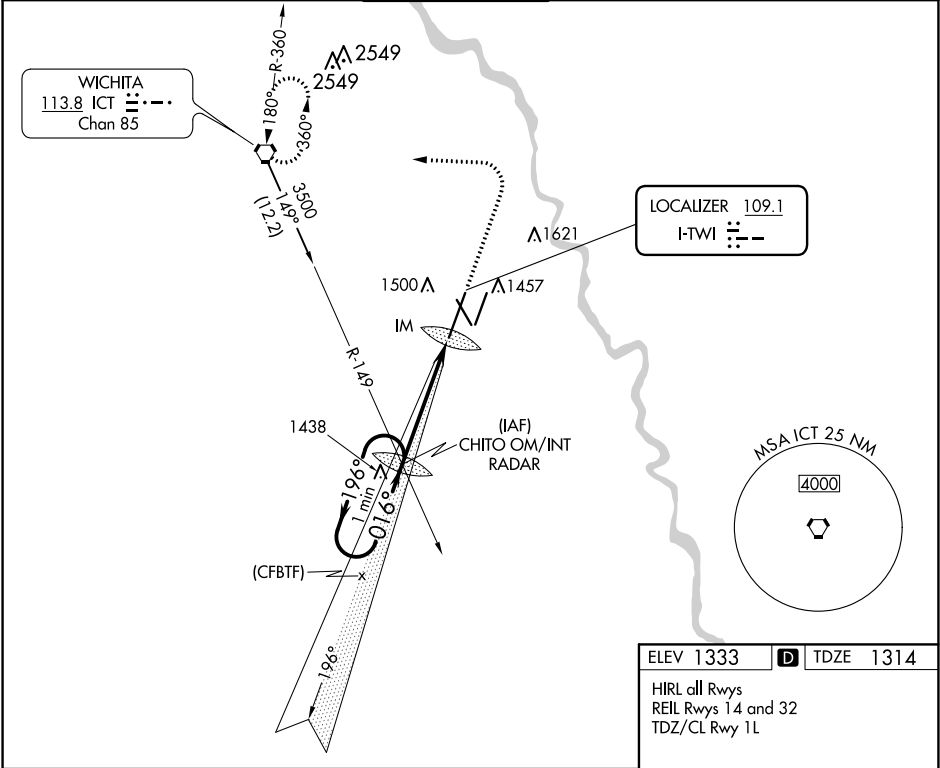 R-360
2549
2549
180°
360°
WICHITA
113.8 ICT
Chan 85
3500
149°
(12.2)
LOCALIZER 109.1
I-TWI
1621
1500
1457
IM
R-149
(IAF)
CHITO OM/INT
RADAR
1438
196°
1 min
016°
MSA ICT 25 NM
4000
(CFBTF)
x
196°
ELEV 1333 D TDZE 1314
HIRL all Rwys
REIL Rwys 14 and 32
TDZ/CL Rwy 1L